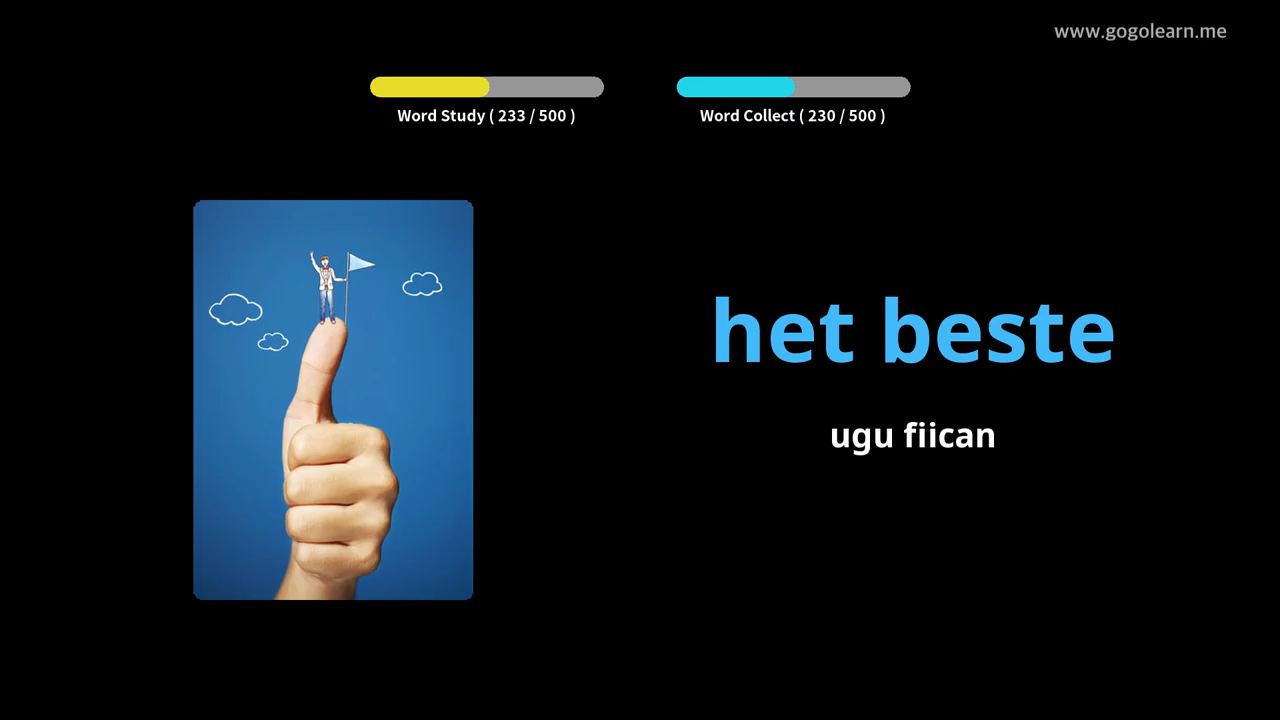 www.gogolearn.me
Word Study ( 233 / 500 )
Word Collect ( 230 / 500 )
het beste
ugu fiican